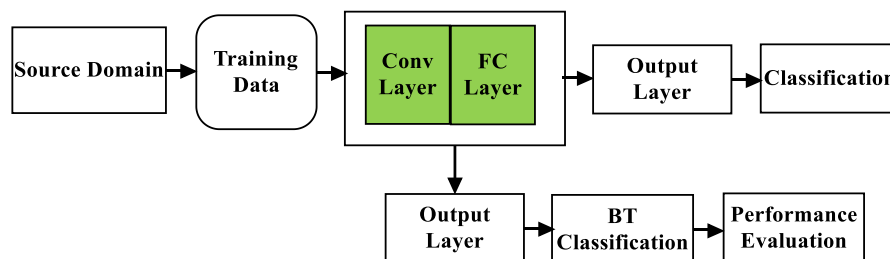 Source Domain
Training
Data
Conv
Layer
FC
Layer
Output
Layer
Classification
Output
Layer
BT
Classification
Performance
Evaluation